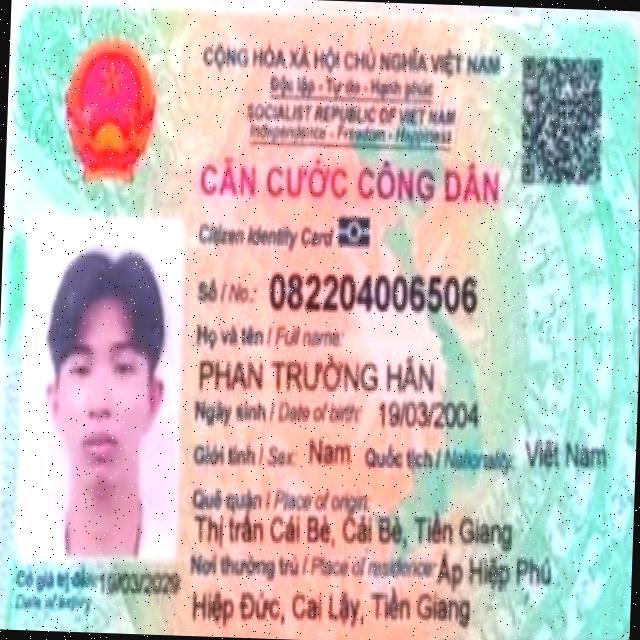 CỘNG HÒA XÃ HỘI CHỦ NGHĨA VIỆT NAM
Độc lập - Tự do - Hạnh phúc
SOCIALIST REPUBLIC OF VIET NAM
Independence - Freedom - Happiness
CĂN CƯỚC CÔNG DÂN
Citizen Identity Card
Số / No.: 082204006506
Họ và tên / Full name:
PHAN TRƯỜNG HÂN
Ngày sinh / Date of birth: 19/03/2004
Giới tính / Sex: Nam Quốc tịch / Nationality: Việt Nam
Quê quán / Place of origin:
Thị trấn Cái Bè, Cái Bè, Tiền Giang
Nơi thường trú / Place of residence: Ấp Hiệp Phú
Hiệp Đức, Cai Lậy, Tiền Giang
Có giá trị đến: 19/03/2029
Date of expiry